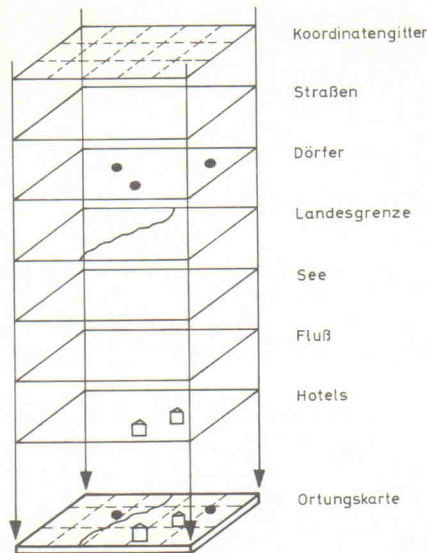 Koordinatengitter
Straßen
Dörfer
Landesgrenze
See
Fluß
Hotels
Ortungskarte